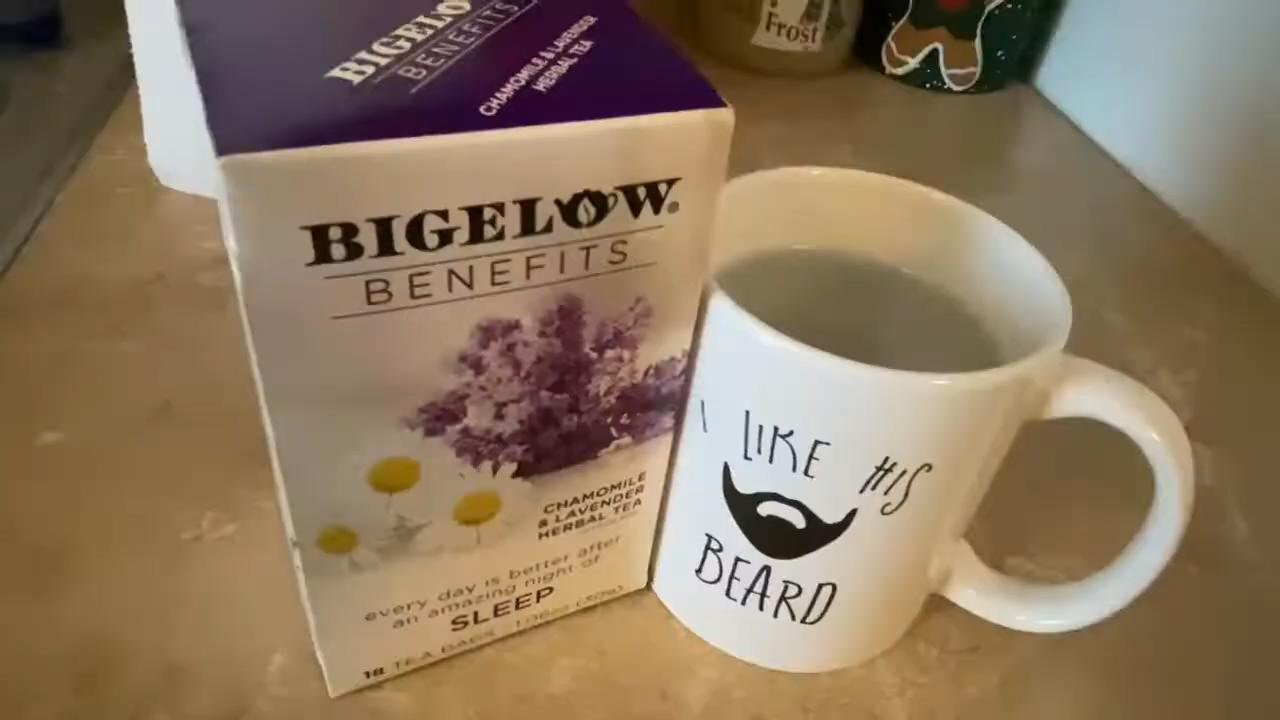 BIGELO
BENEFITS
CHAMOMILE & LAVENDER
HERBAL TEA
Frost
BIGELOW®
BENEFITS
CHAMOMILE
& LAVENDER
HERBAL TEA
every day is better after
an amazing night of
SLEEP
18 TEA BAGS
I LIKE HIS
BEARD